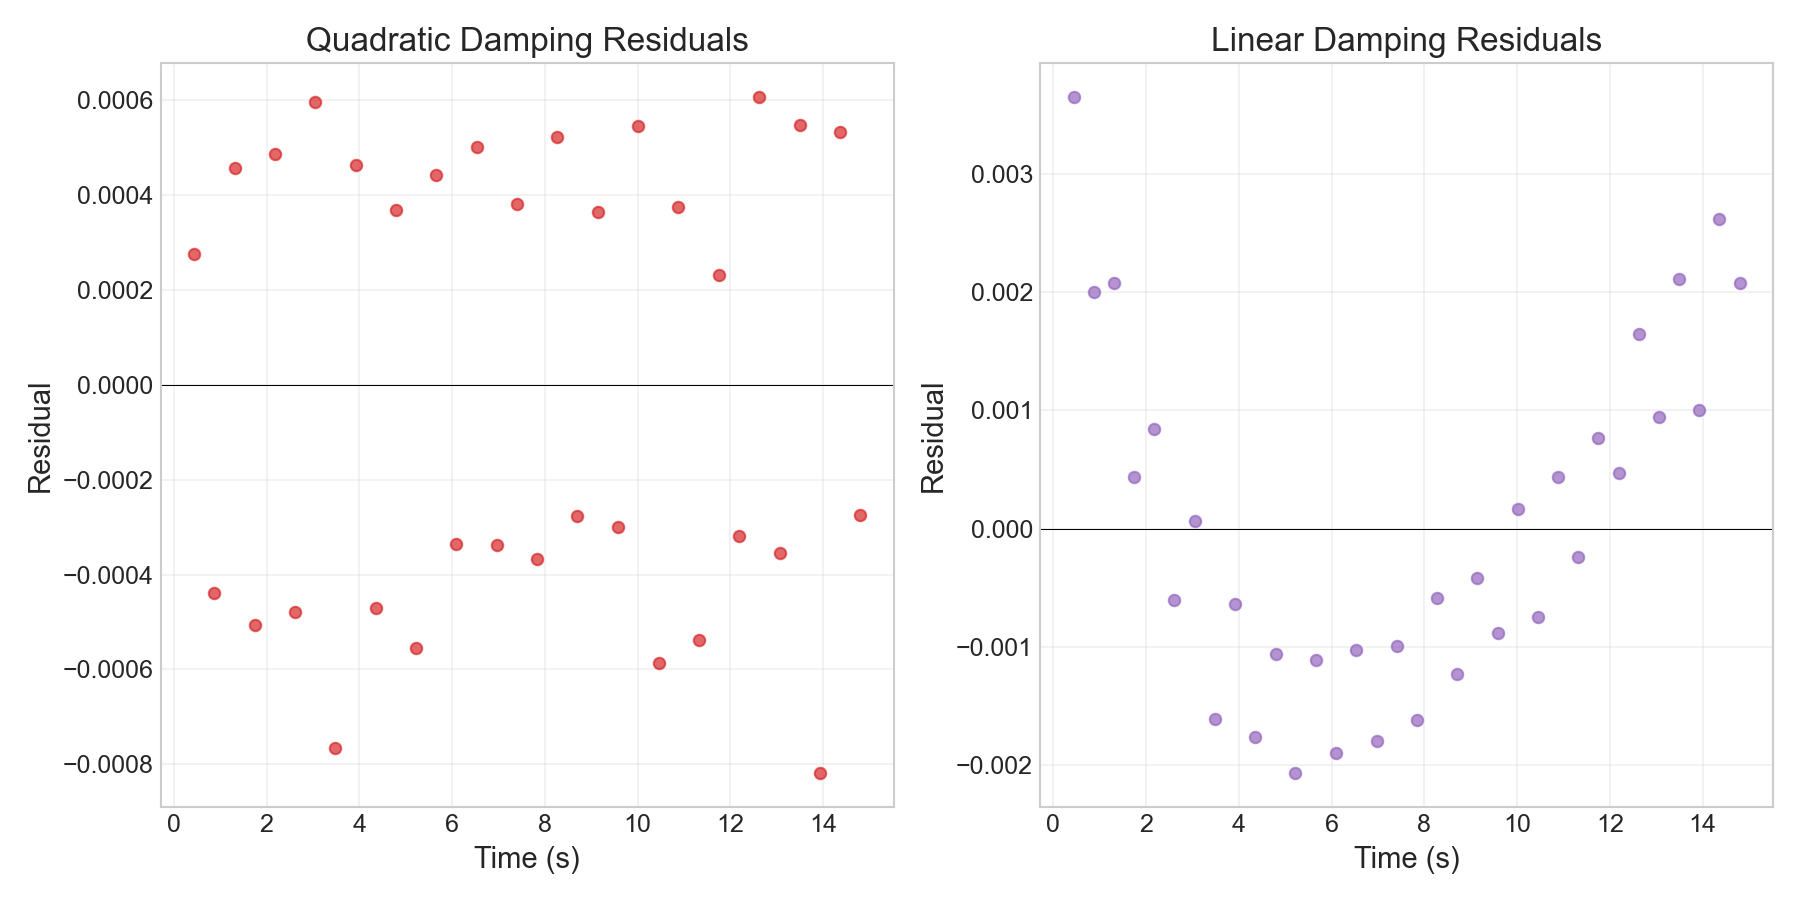 Quadratic Damping Residuals
0.0006
0.0004
0.0002
0.0000
−0.0002
−0.0004
−0.0006
−0.0008
Residual
0 2 4 6 8 10 12 14
Time (s)
Linear Damping Residuals
0.003
0.002
0.001
0.000
−0.001
−0.002
Residual
0 2 4 6 8 10 12 14
Time (s)